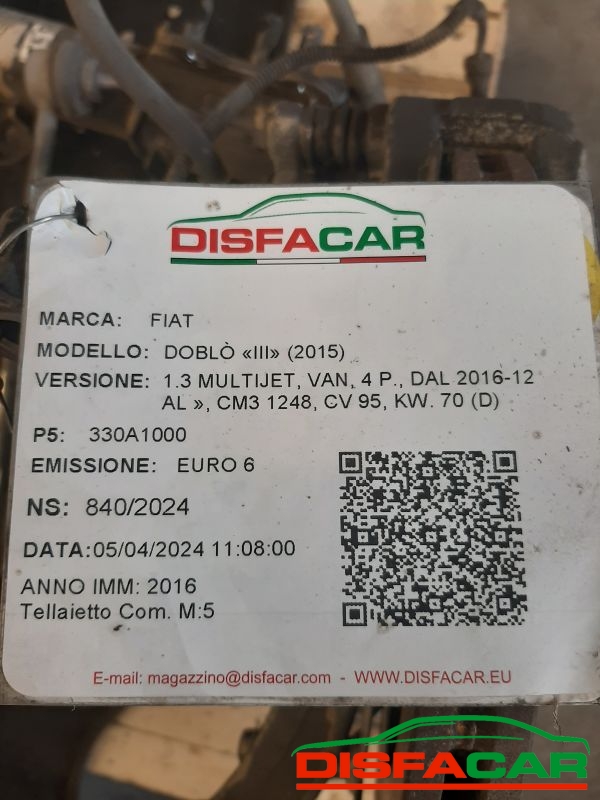 DISFACAR
MARCA: FIAT
MODELLO: DOBLÒ «III» (2015)
VERSIONE: 1.3 MULTIJET, VAN, 4 P., DAL 2016-12
AL », CM3 1248, CV 95, KW. 70 (D)
P5: 330A1000
EMISSIONE: EURO 6
NS: 840/2024
DATA:05/04/2024 11:08:00
ANNO IMM: 2016
Tellaietto Com. M:5
E-mail: magazzino@disfacar.com - WWW.DISFACAR.EU
DISFACAR